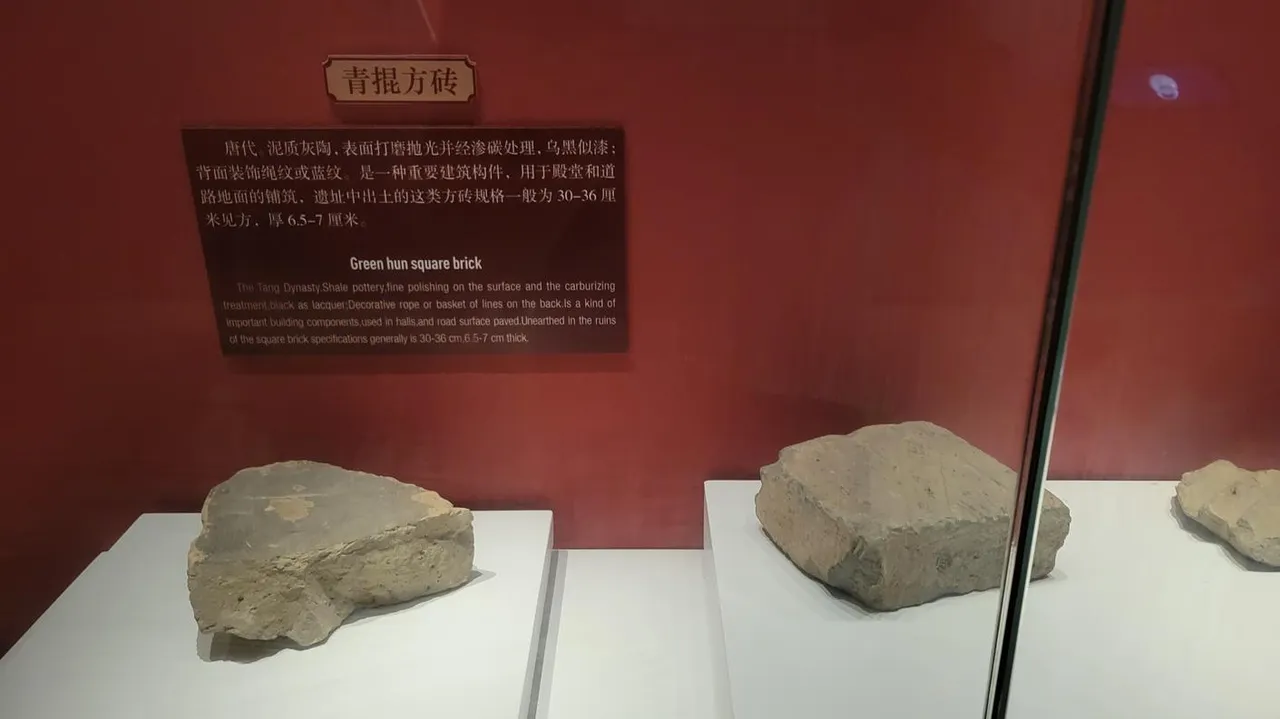 青掍方砖
唐代。泥质灰陶，表面打磨抛光并经渗碳处理，乌黑似漆；
背面装饰绳纹或蓝纹。是一种重要建筑构件，用于殿堂和道
路地面的铺筑，遗址中出土的这类方砖规格一般为 30-36 厘
米见方，厚 6.5-7 厘米。
Green hun square brick
The Tang Dynasty.Shale pottery,fine polishing on the surface and the carburizing
treatment,black as lacquer;Decorative rope or basket of lines on the back.Is a kind of
important building components,used in halls,and road surface paved.Unearthed in the ruins
of the square brick specifications generally is 30-36 cm,6.5-7 cm thick.